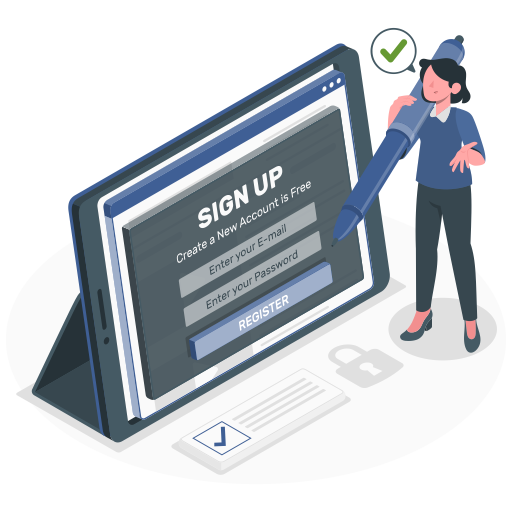 SIGN UP
Create a New Account is Free
Enter your E-mail
Enter your Password
REGISTER